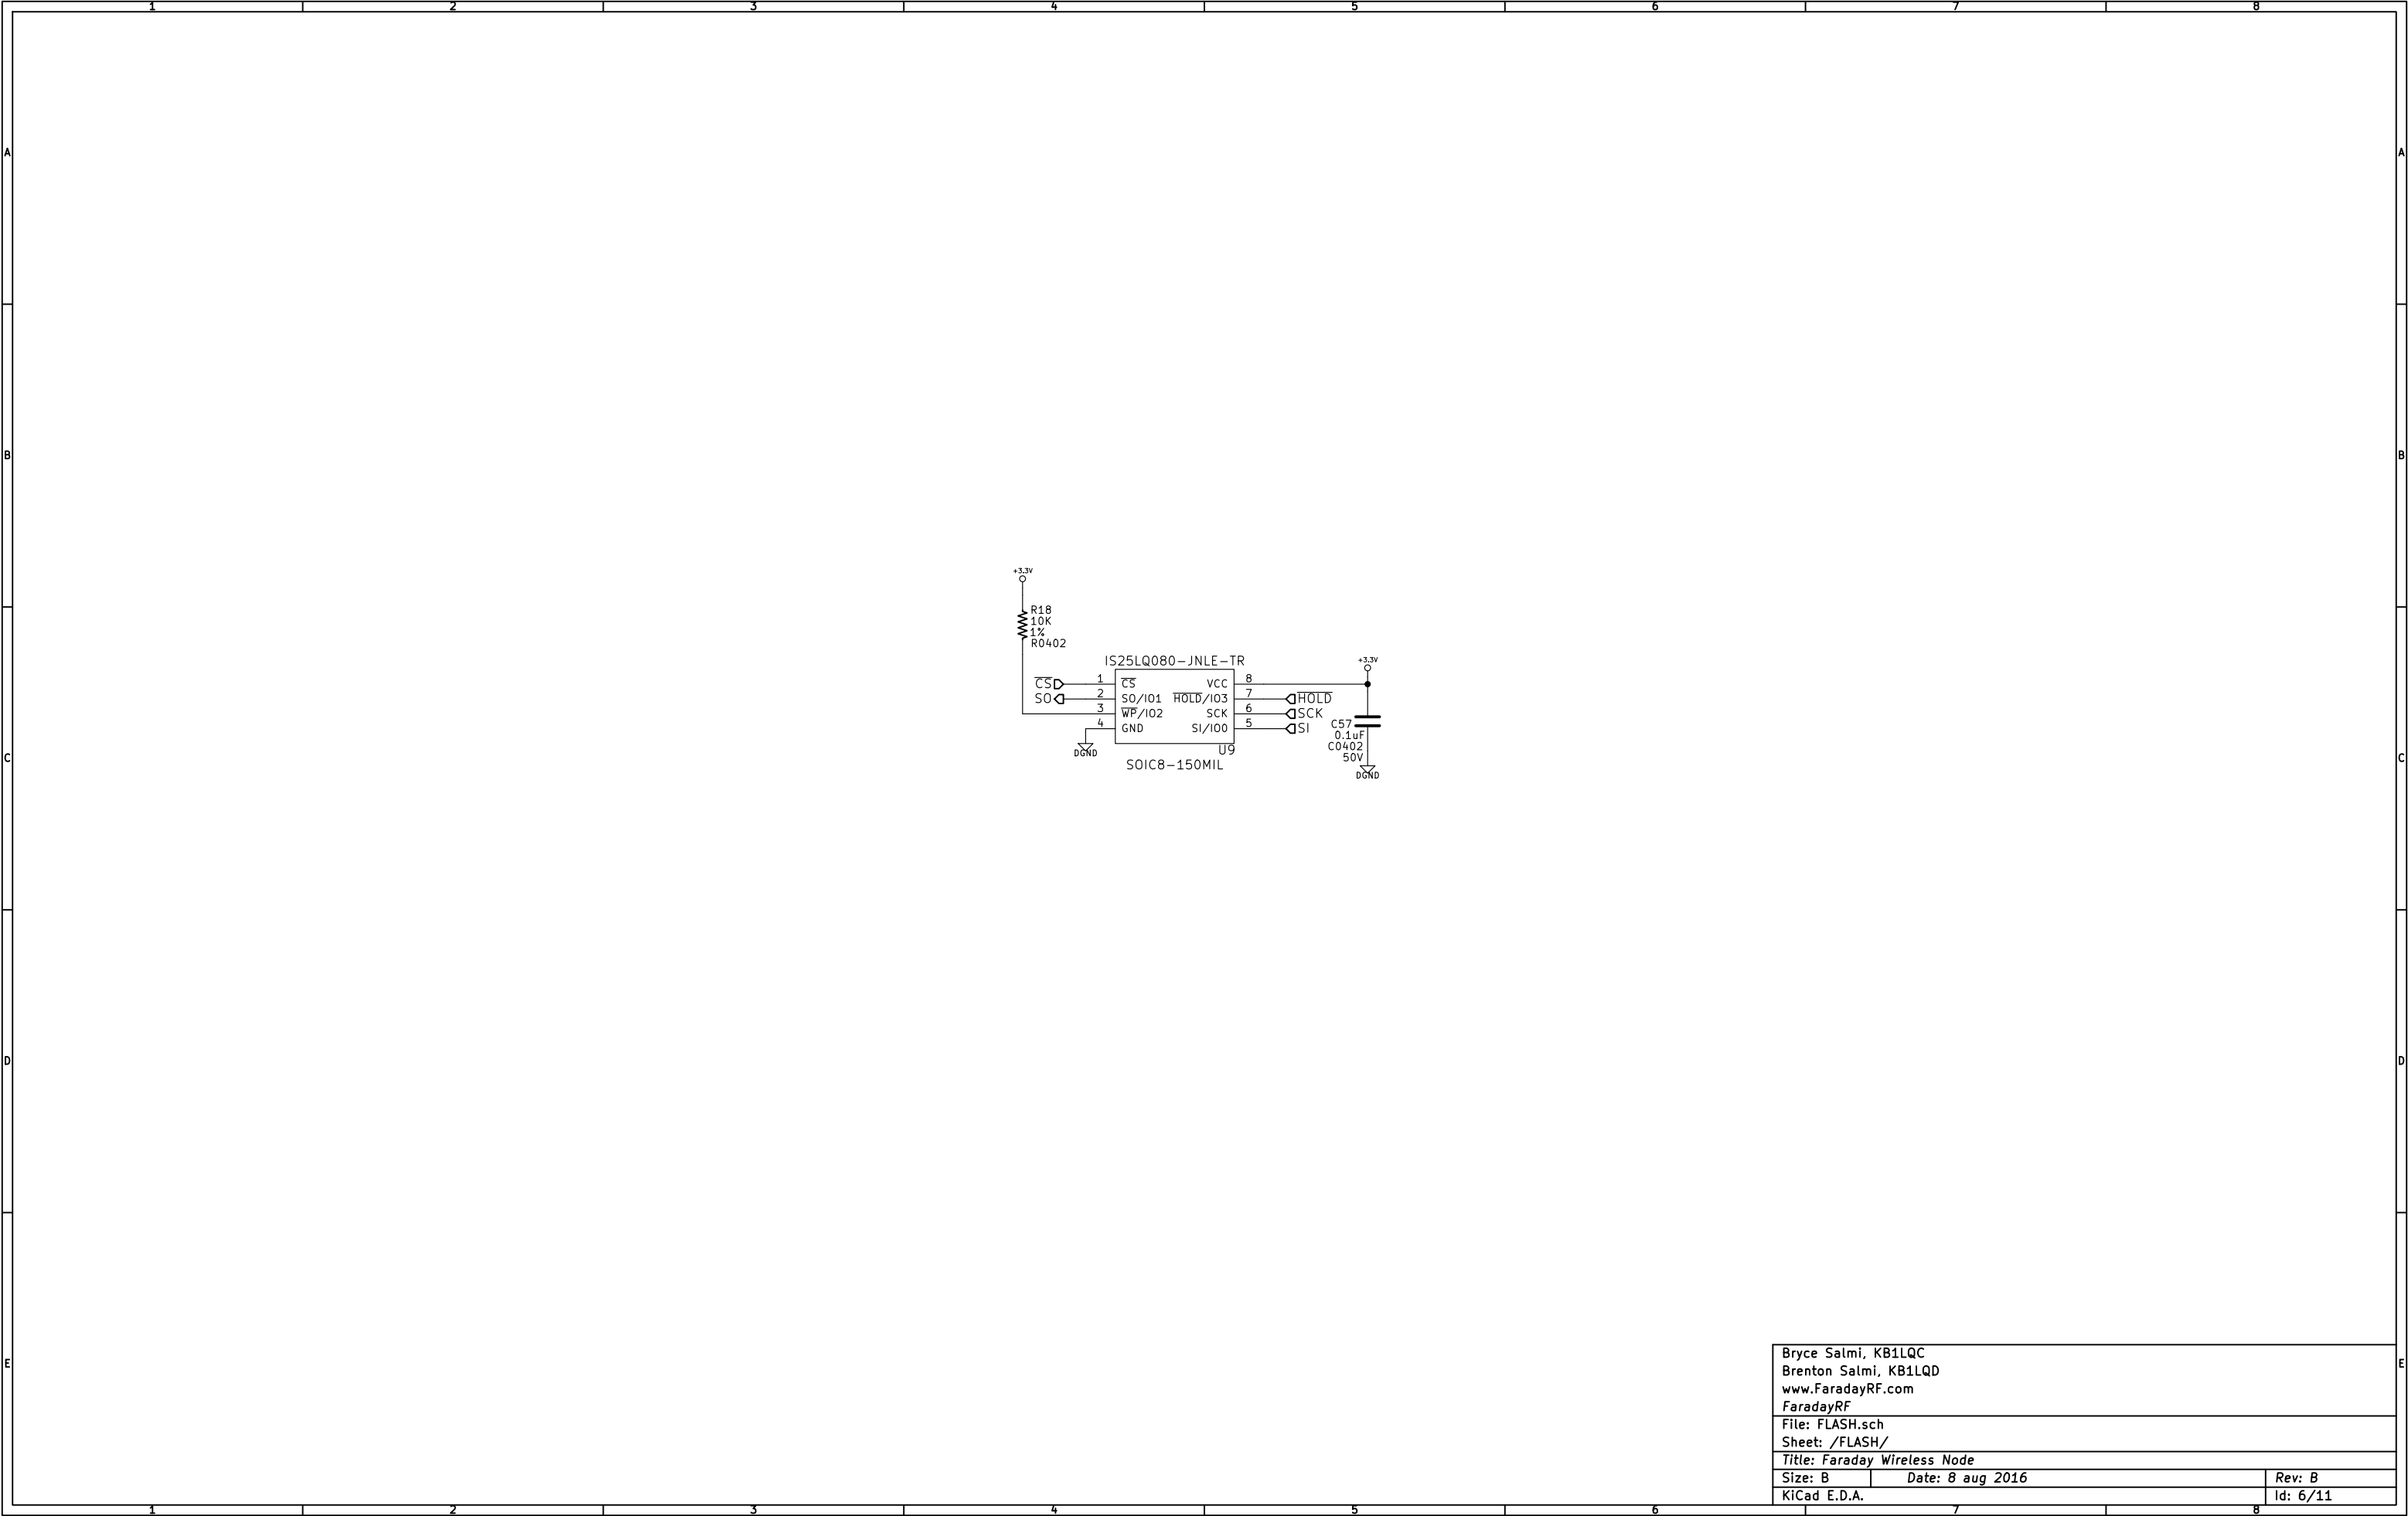 1 2 3 4 5 6 7 8
A A
B B
+3.3V
R18
10K
1%
R0402
IS25LQ080-JNLE-TR
+3.3V
CS 1 CS VCC 8
SO 2 SO/IO1 HOLD/IO3 7 HOLD
3 WP/IO2 SCK 6 SCK
4 GND SI/IO0 5 SI
DGND
U9
SOIC8-150MIL
C57
0.1uF
C0402
50V
DGND
C C
D D
E E
Bryce Salmi, KB1LQC
Brenton Salmi, KB1LQD
www.FaradayRF.com
FaradayRF
File: FLASH.sch
Sheet: /FLASH/
Title: Faraday Wireless Node
Size: B Date: 8 aug 2016 Rev: B
KiCad E.D.A. Id: 6/11
1 2 3 4 5 6 7 8